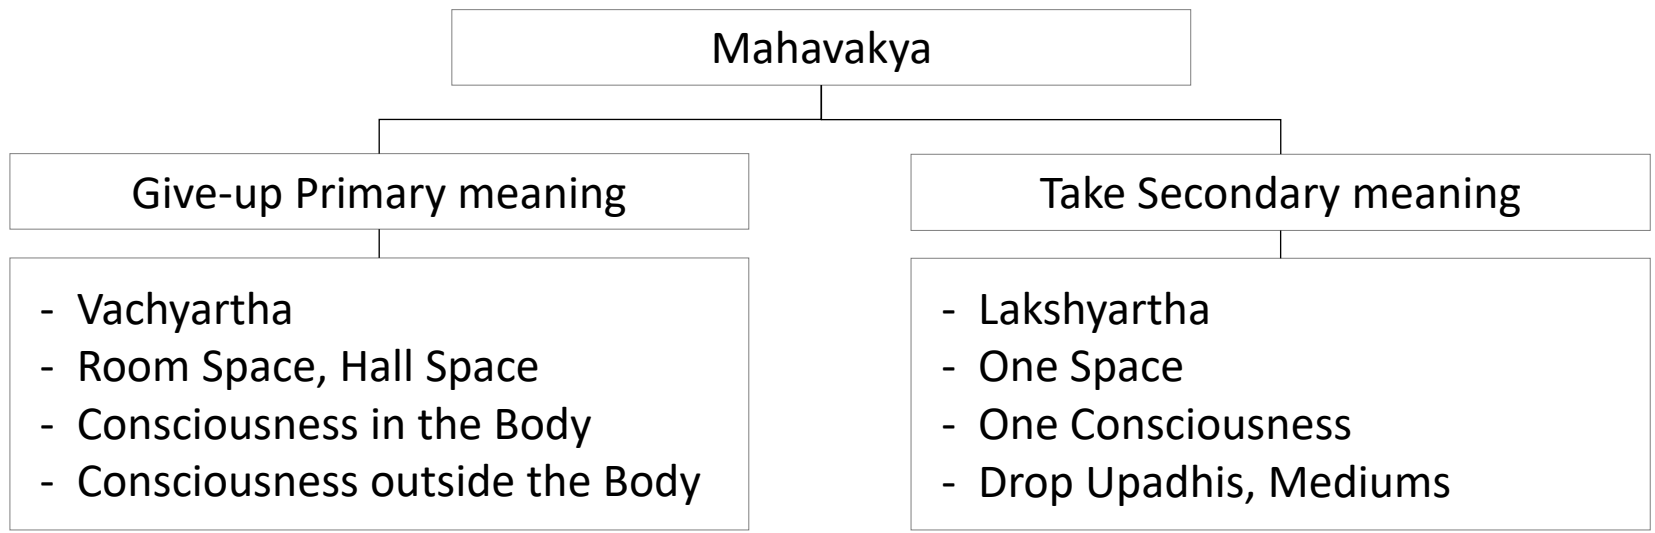 Mahavakya
Give-up Primary meaning
- Vachyartha
- Room Space, Hall Space
- Consciousness in the Body
- Consciousness outside the Body
Take Secondary meaning
- Lakshyartha
- One Space
- One Consciousness
- Drop Upadhis, Mediums